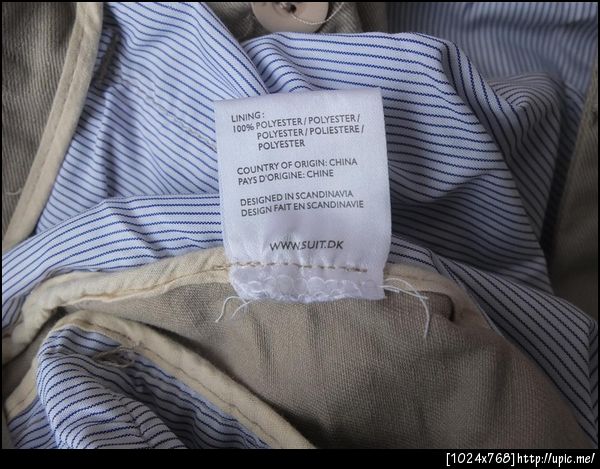 LINING :
100% POLYESTER / POLYESTER /
POLYESTER / POLIESTERE /
POLYESTER
COUNTRY OF ORIGIN: CHINA
PAYS D'ORIGINE: CHINE
DESIGNED IN SCANDINAVIA
DESIGN FAIT EN SCANDINAVIE
WWW.SUIT.DK
[1024x768]http://upic.me/